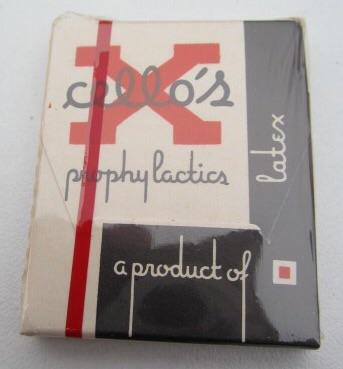 X
cello's
prophylactics
latex
a product of